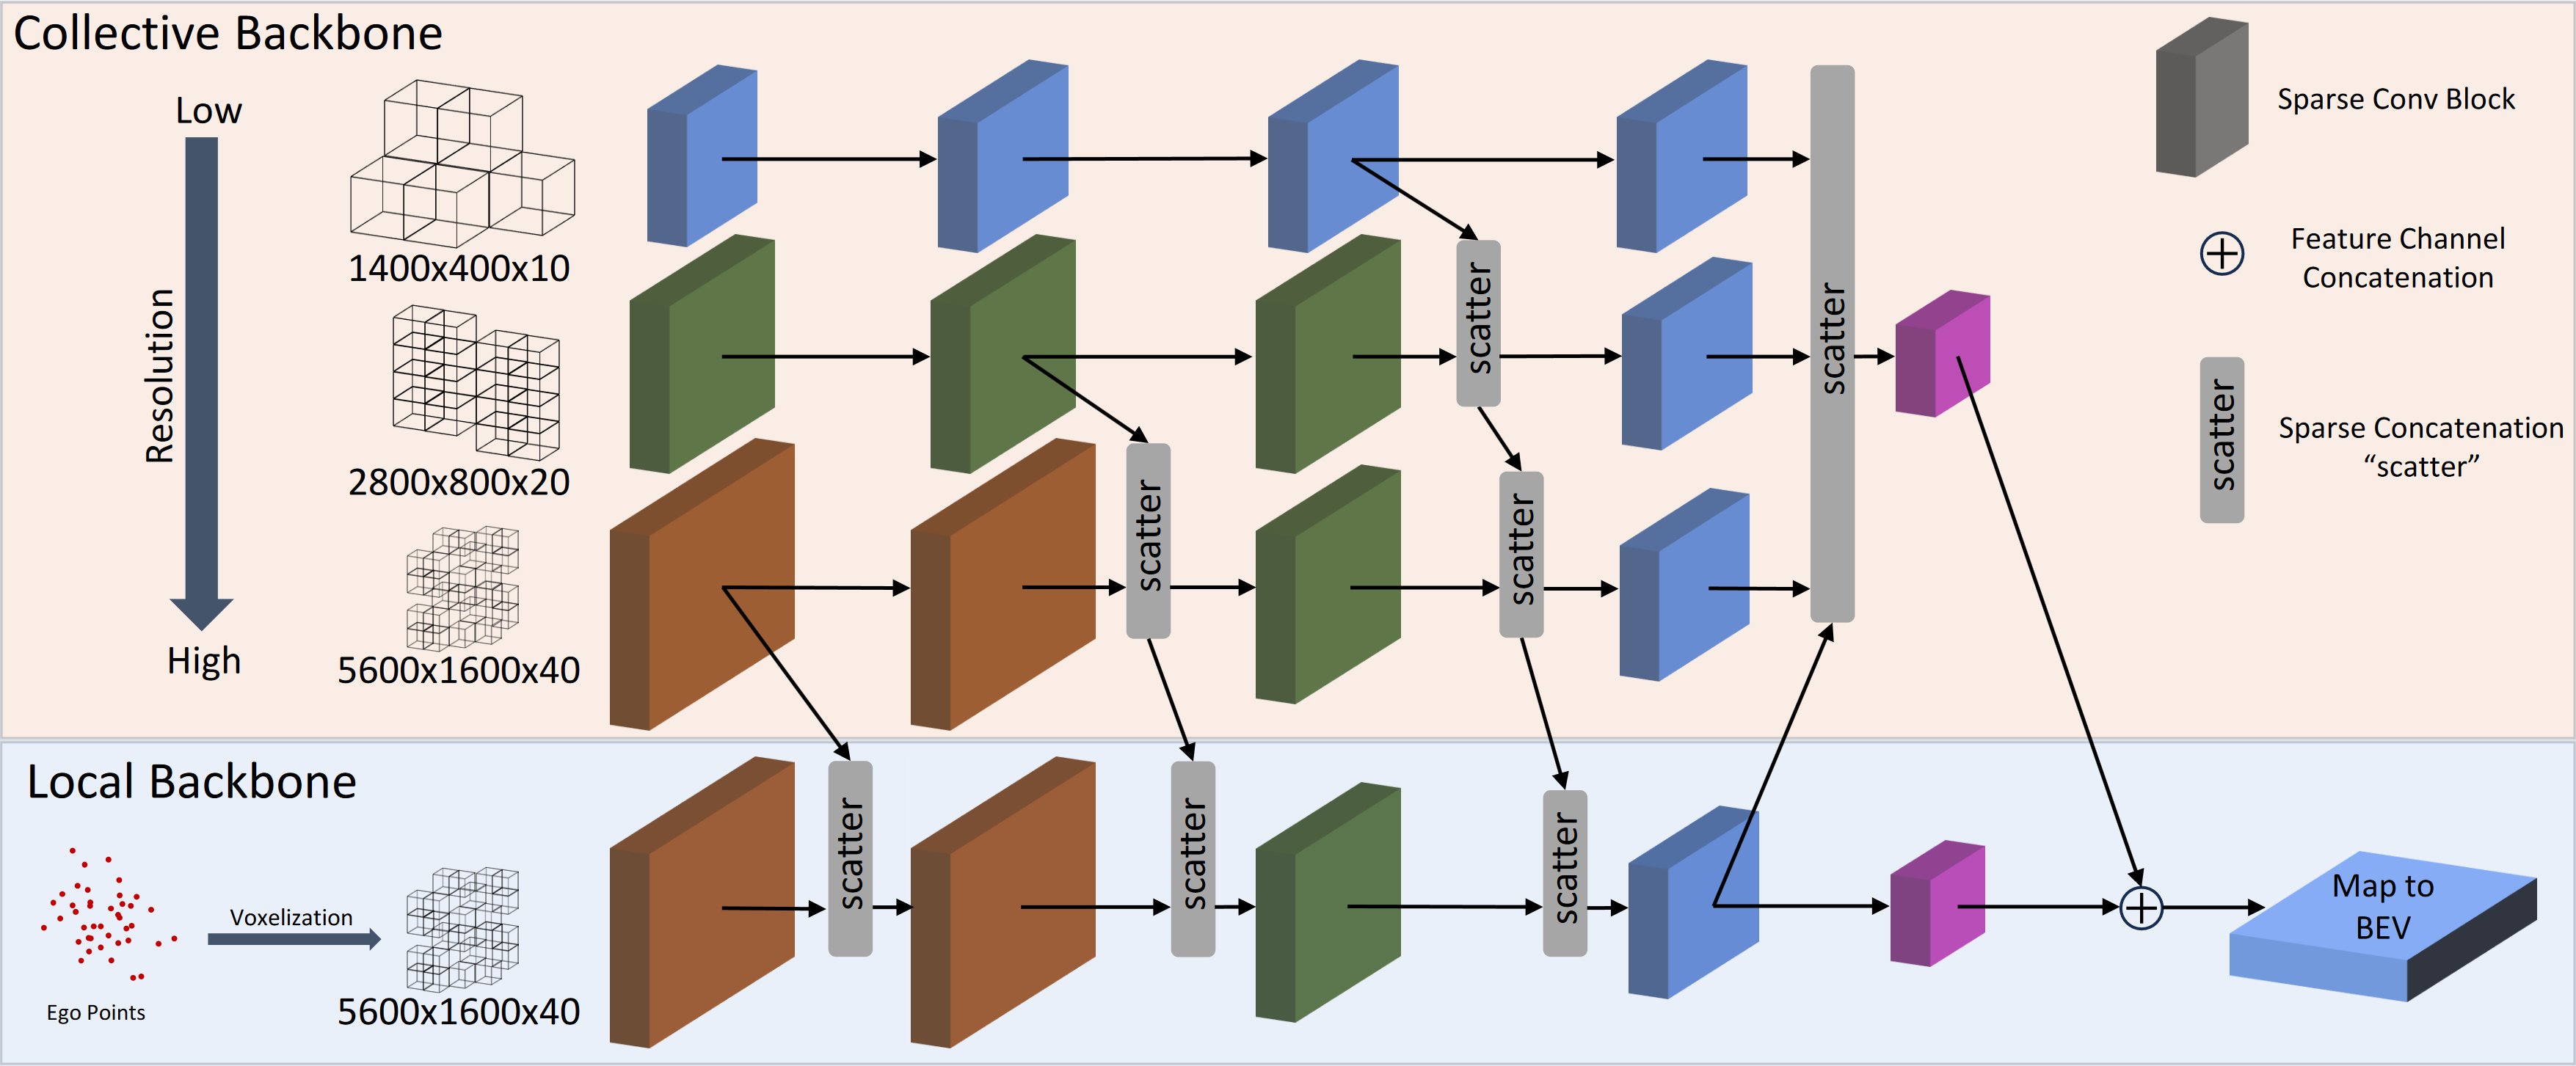 Collective Backbone
Low
Resolution
High
1400x400x10
2800x800x20
5600x1600x40
scatter
scatter
scatter
scatter
Sparse Conv Block
Feature Channel
Concatenation
scatter
Sparse Concatenation
“scatter”
Local Backbone
Ego Points
Voxelization
5600x1600x40
scatter
scatter
scatter
Map to
BEV